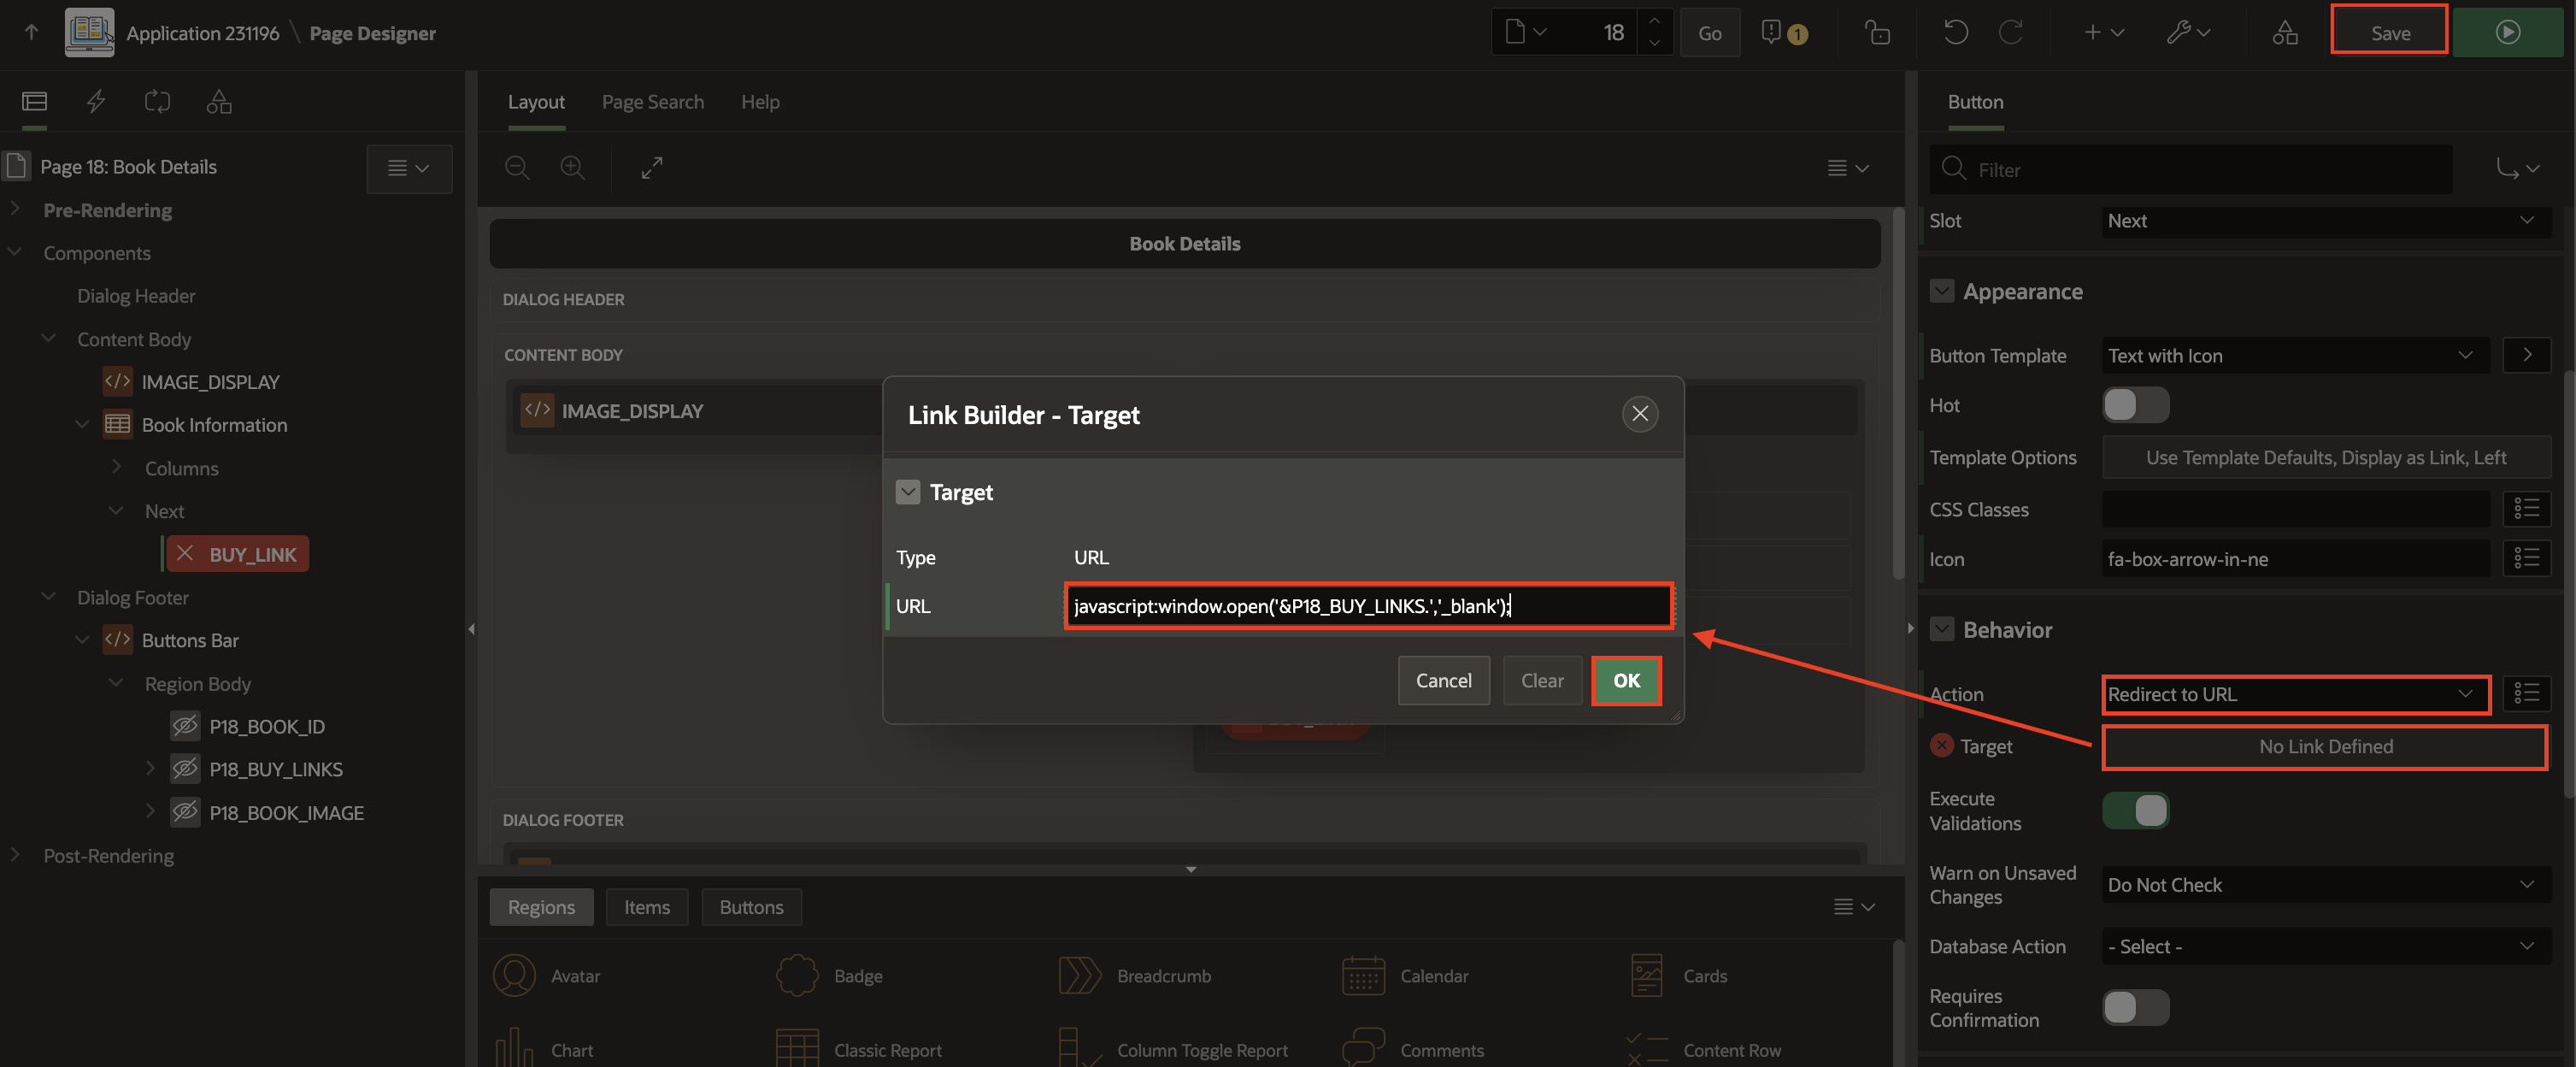 Application 231196 \ Page Designer
18
Go
1
Save
Layout
Page Search
Help
Button
Page 18: Book Details
Pre-Rendering
Components
Dialog Header
Content Body
IMAGE_DISPLAY
Book Information
Columns
Next
BUY_LINK
Dialog Footer
Buttons Bar
Region Body
P18_BOOK_ID
P18_BUY_LINKS
P18_BOOK_IMAGE
Post-Rendering
Book Details
DIALOG HEADER
CONTENT BODY
IMAGE_DISPLAY
Link Builder - Target
Target
Type
URL
URL
javascript:window.open('&P18_BUY_LINKS.','_blank');
Cancel
Clear
OK
DIALOG FOOTER
Regions
Items
Buttons
Avatar
Badge
Breadcrumb
Calendar
Cards
Chart
Classic Report
Column Toggle Report
Comments
Content Row
Filter
Slot
Next
Appearance
Button Template
Text with Icon
Hot
Template Options
Use Template Defaults, Display as Link, Left
CSS Classes
Icon
fa-box-arrow-in-ne
Behavior
Action
Redirect to URL
Target
No Link Defined
Execute
Validations
Warn on Unsaved
Changes
Do Not Check
Database Action
- Select -
Requires
Confirmation